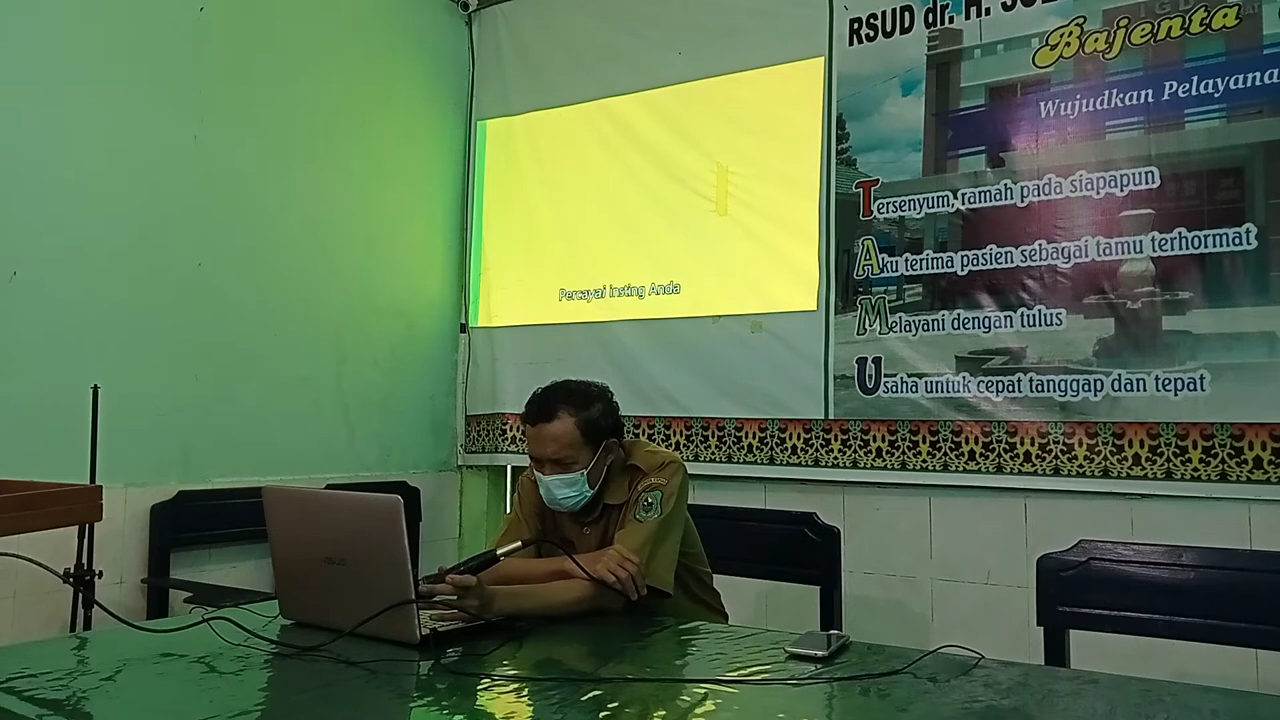 RSUD dr. H.
Bajenta
Wujudkan
Percayai insting Anda
Tersenyum, ramah pada siapapun
Aku terima pasien sebagai tamu terhormat
Melayani dengan tulus
Usaha untuk cepat tanggap dan tepat
ASUS